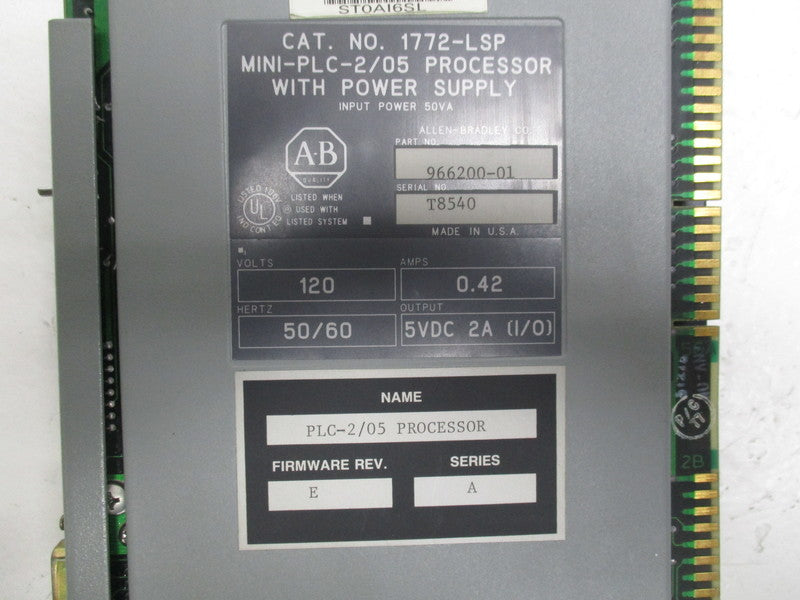 ST0AI6SL
CAT. NO. 1772-LSP
MINI-PLC-2/05 PROCESSOR
WITH POWER SUPPLY
INPUT POWER 50VA
ALLEN-BRADLEY CO.
PART NO.
966200-01
A-B
QUALITY
SERIAL NO.
T8540
MADE IN U.S.A.
UL
LISTED WHEN
USED WITH
LISTED SYSTEM
VOLTS
120
AMPS
0.42
HERTZ
50/60
OUTPUT
5VDC 2A (I/O)
NAME
PLC-2/05 PROCESSOR
FIRMWARE REV.
E
SERIES
A
2B